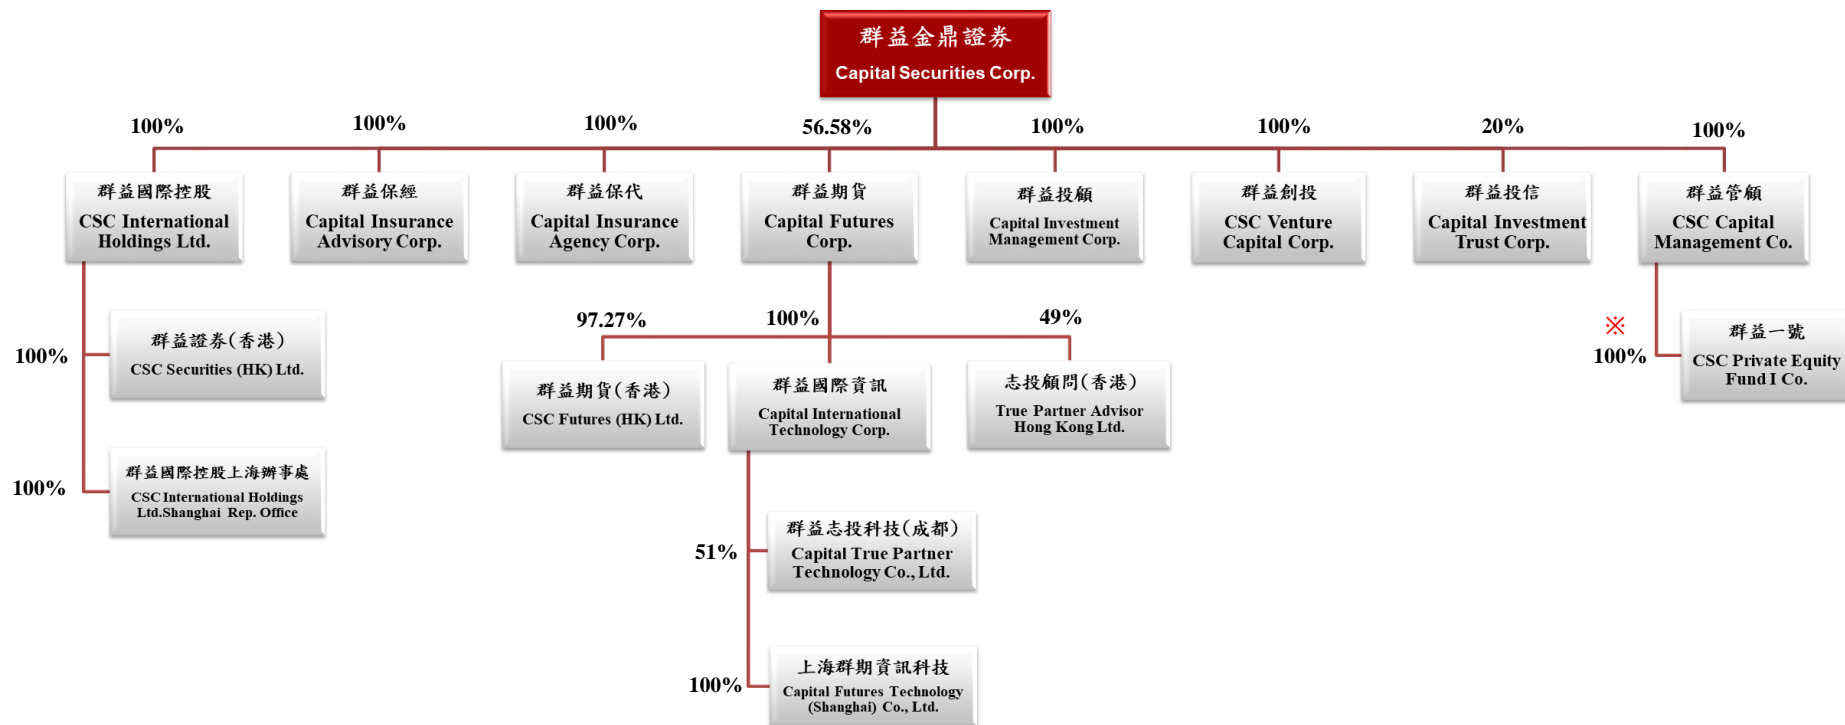 群益金鼎證券
Capital Securities Corp.
100%
100%
100%
56.58%
100%
100%
20%
100%
群益國際控股
CSC International
Holdings Ltd.
群益保經
Capital Insurance
Advisory Corp.
群益保代
Capital Insurance
Agency Corp.
群益期貨
Capital Futures
Corp.
群益投顧
Capital Investment
Management Corp.
群益創投
CSC Venture
Capital Corp.
群益投信
Capital Investment
Trust Corp.
群益管顧
CSC Capital
Management Co.
100%
群益證券(香港)
CSC Securities (HK) Ltd.
100%
群益國際控股上海辦事處
CSC International Holdings
Ltd.Shanghai Rep. Office
97.27%
100%
49%
群益期貨(香港)
CSC Futures (HK) Ltd.
群益國際資訊
Capital International
Technology Corp.
志投顧問(香港)
True Partner Advisor
Hong Kong Ltd.
51%
群益志投科技(成都)
Capital True Partner
Technology Co., Ltd.
100%
上海群期資訊科技
Capital Futures Technology
(Shanghai) Co., Ltd.
※
100%
群益一號
CSC Private Equity
Fund I Co.